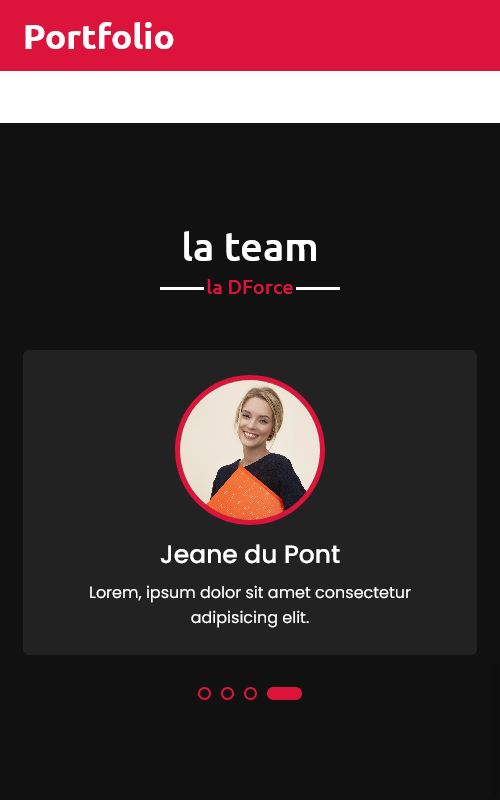 Portfolio
la team
la DForce
Jeane du Pont
Lorem, ipsum dolor sit amet consectetur
adipisicing elit.